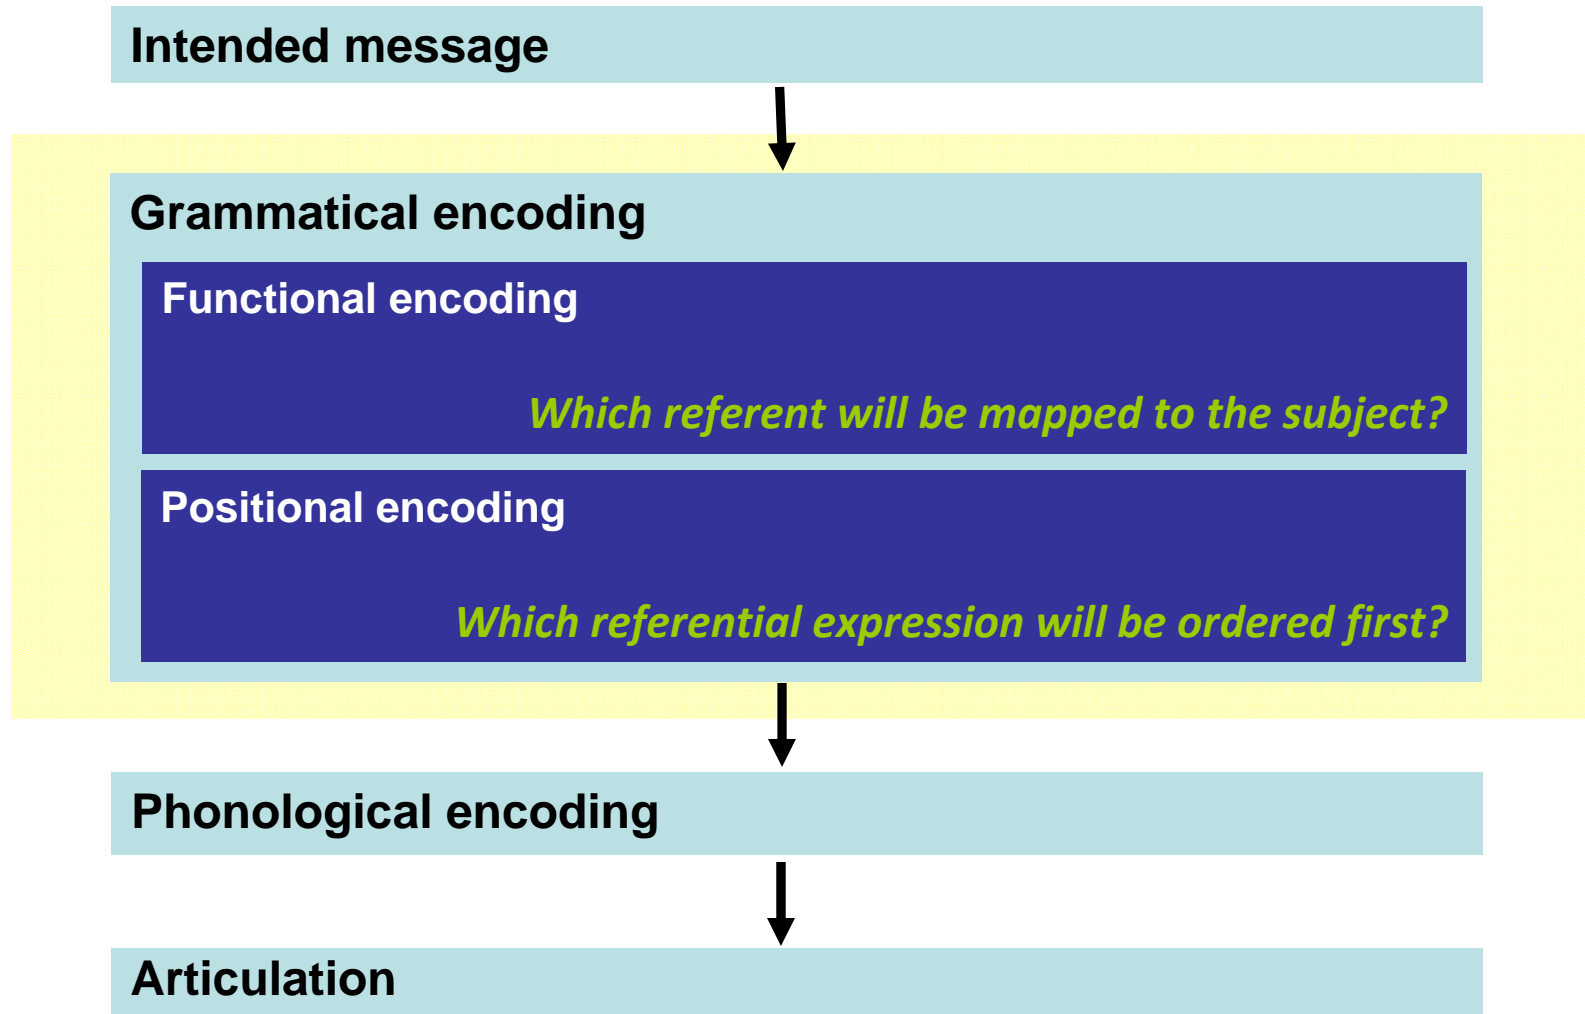 Intended message
Grammatical encoding
Functional encoding
Which referent will be mapped to the subject?
Positional encoding
Which referential expression will be ordered first?
Phonological encoding
Articulation